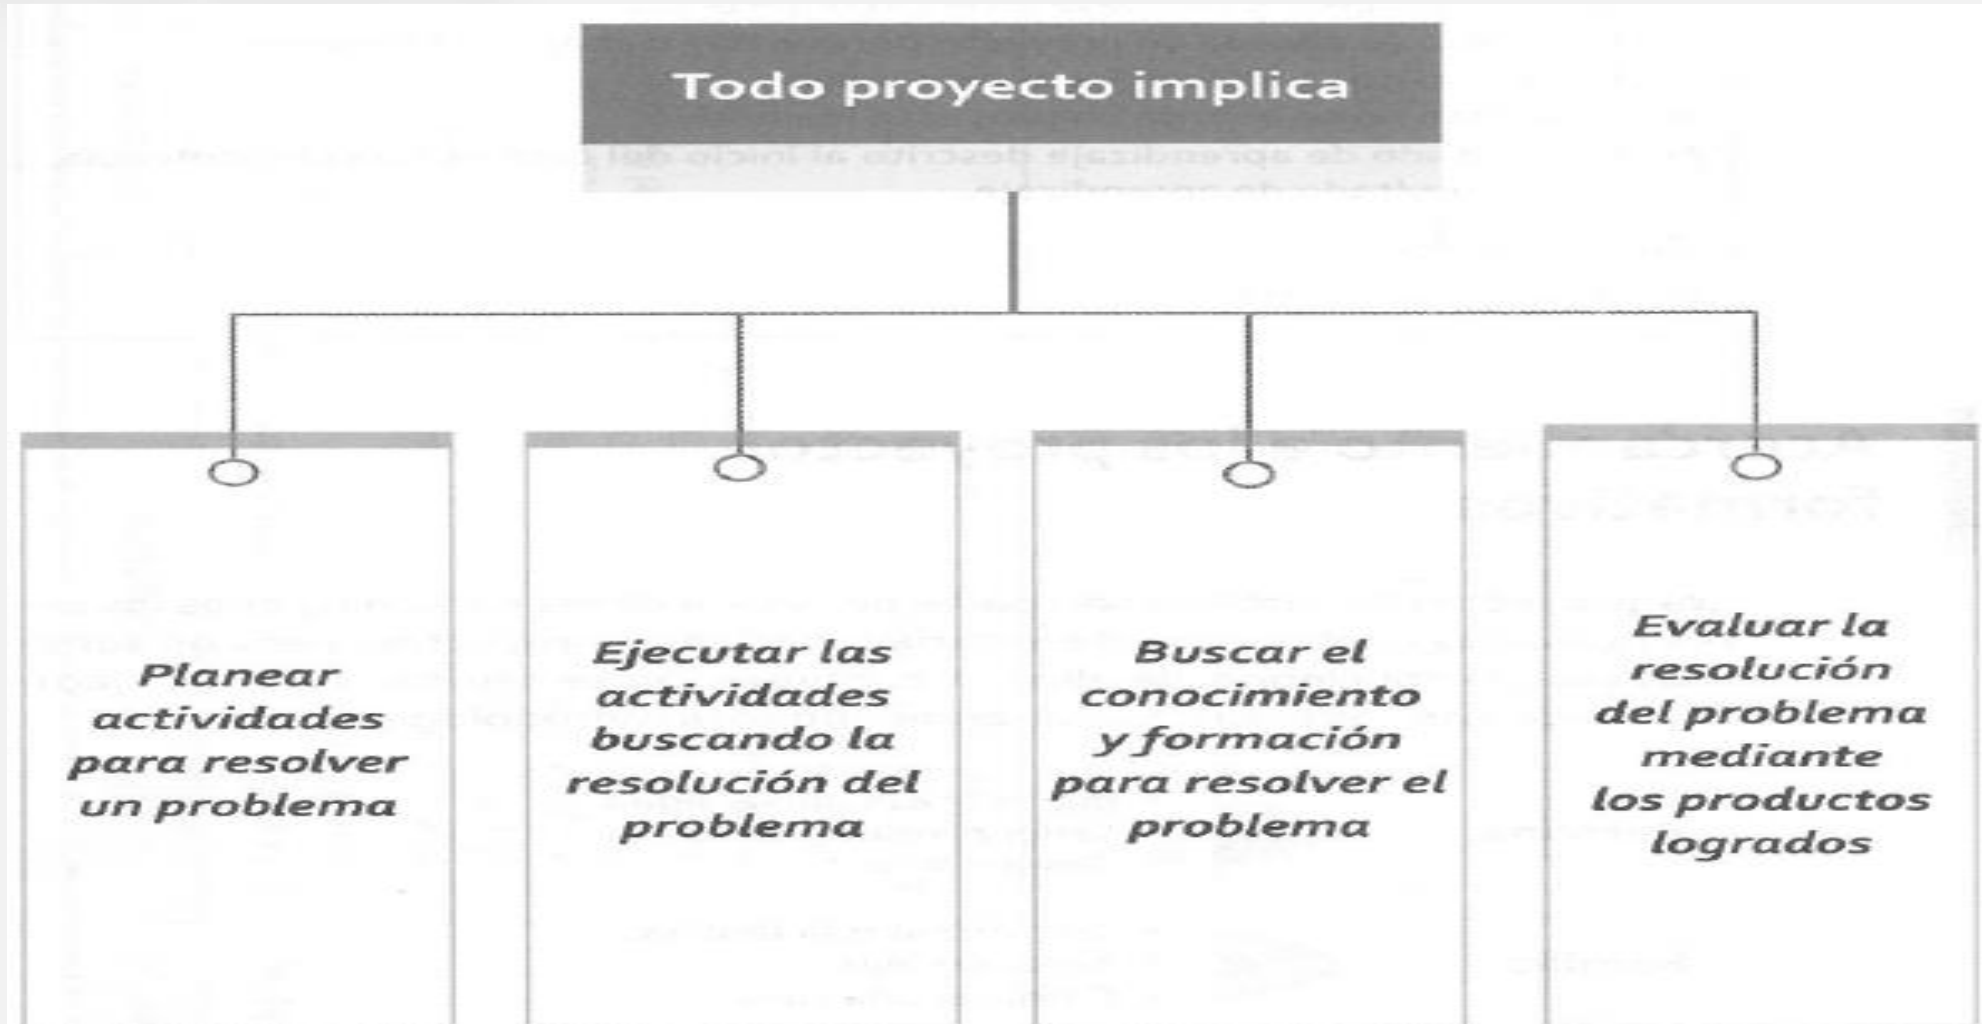 Todo proyecto implica
Planear
actividades
para resolver
un problema
Ejecutar las
actividades
buscando la
resolución del
problema
Buscar el
conocimiento
y formación
para resolver el
problema
Evaluar la
resolución
del problema
mediante
los productos
logrados